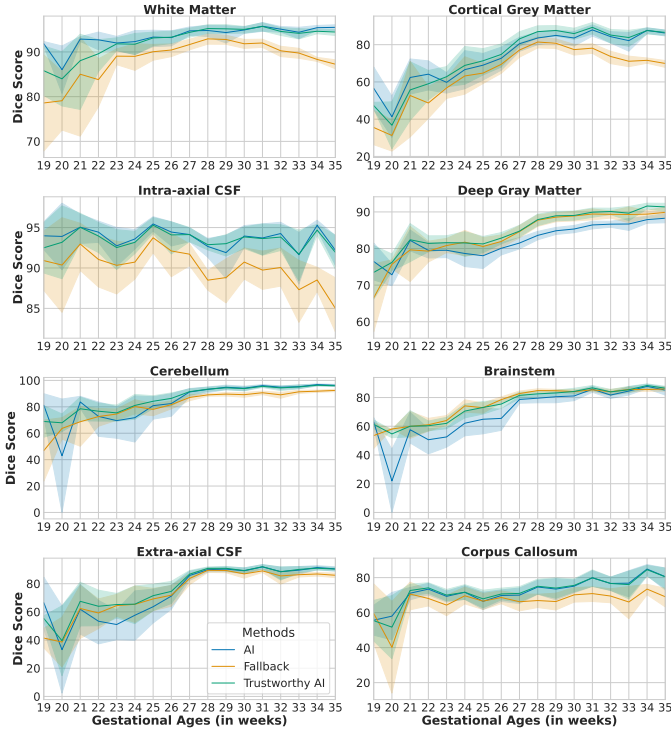 White Matter
Cortical Grey Matter
Dice Score
90
80
70
80
60
40
20
19 20 21 22 23 24 25 26 27 28 29 30 31 32 33 34 35
19 20 21 22 23 24 25 26 27 28 29 30 31 32 33 34 35
Intra-axial CSF
Deep Gray Matter
Dice Score
95
90
85
90
80
70
60
19 20 21 22 23 24 25 26 27 28 29 30 31 32 33 34 35
19 20 21 22 23 24 25 26 27 28 29 30 31 32 33 34 35
Cerebellum
Brainstem
Dice Score
100
80
60
40
20
0
80
60
40
20
0
19 20 21 22 23 24 25 26 27 28 29 30 31 32 33 34 35
19 20 21 22 23 24 25 26 27 28 29 30 31 32 33 34 35
Extra-axial CSF
Corpus Callosum
Dice Score
80
60
40
20
0
80
60
40
20
Methods
AI
Fallback
Trustworthy AI
19 20 21 22 23 24 25 26 27 28 29 30 31 32 33 34 35
19 20 21 22 23 24 25 26 27 28 29 30 31 32 33 34 35
Gestational Ages (in weeks)
Gestational Ages (in weeks)